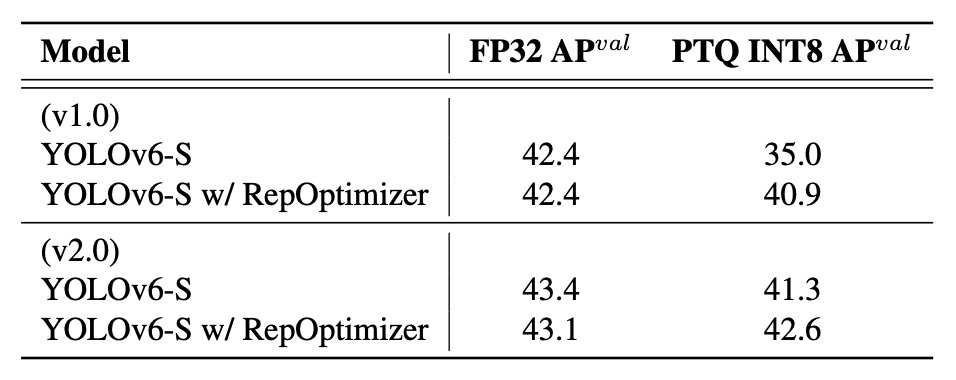 Model FP32 AP^val PTQ INT8 AP^val
(v1.0)
YOLOv6-S 42.4 35.0
YOLOv6-S w/ RepOptimizer 42.4 40.9
(v2.0)
YOLOv6-S 43.4 41.3
YOLOv6-S w/ RepOptimizer 43.1 42.6